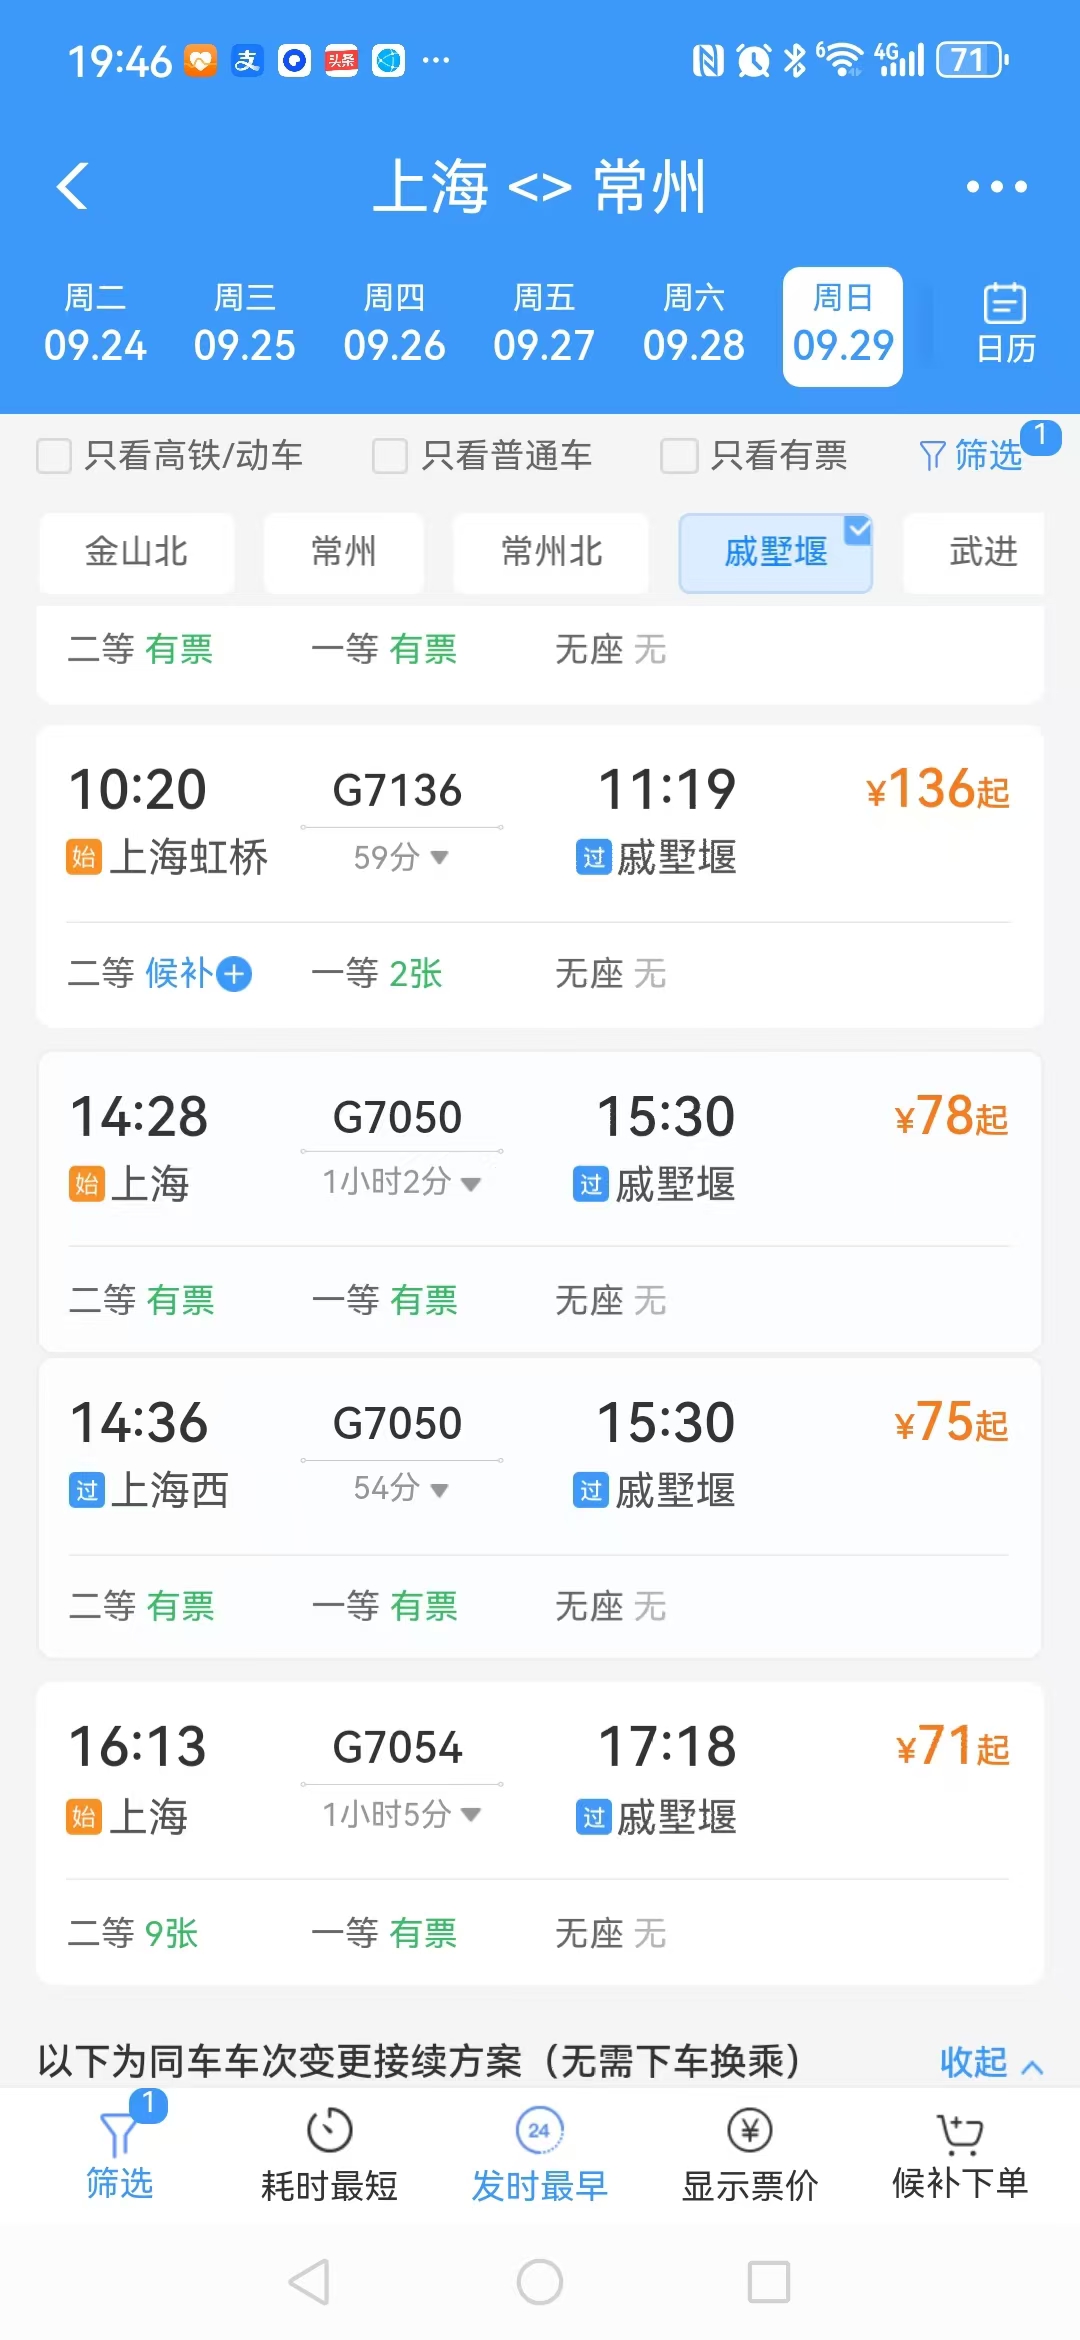 19:46 支 头条 ··· 6 4G 71
上海 <> 常州
周二 周三 周四 周五 周六 周日
09.24 09.25 09.26 09.27 09.28 09.29 日历
只看高铁/动车 只看普通车 只看有票 筛选 1
金山北 常州 常州北 戚墅堰 武进
二等 有票 一等 有票 无座 无
10:20 G7136 11:19 ¥136起
始 上海虹桥 59分 过 戚墅堰
二等 候补 一等 2张 无座 无
14:28 G7050 15:30 ¥78起
始 上海 1小时2分 过 戚墅堰
二等 有票 一等 有票 无座 无
14:36 G7050 15:30 ¥75起
过 上海西 54分 过 戚墅堰
二等 有票 一等 有票 无座 无
16:13 G7054 17:18 ¥71起
始 上海 1小时5分 过 戚墅堰
二等 9张 一等 有票 无座 无
以下为同车车次变更接续方案（无需下车换乘） 收起
1 24 ¥
筛选 耗时最短 发时最早 显示票价 候补下单